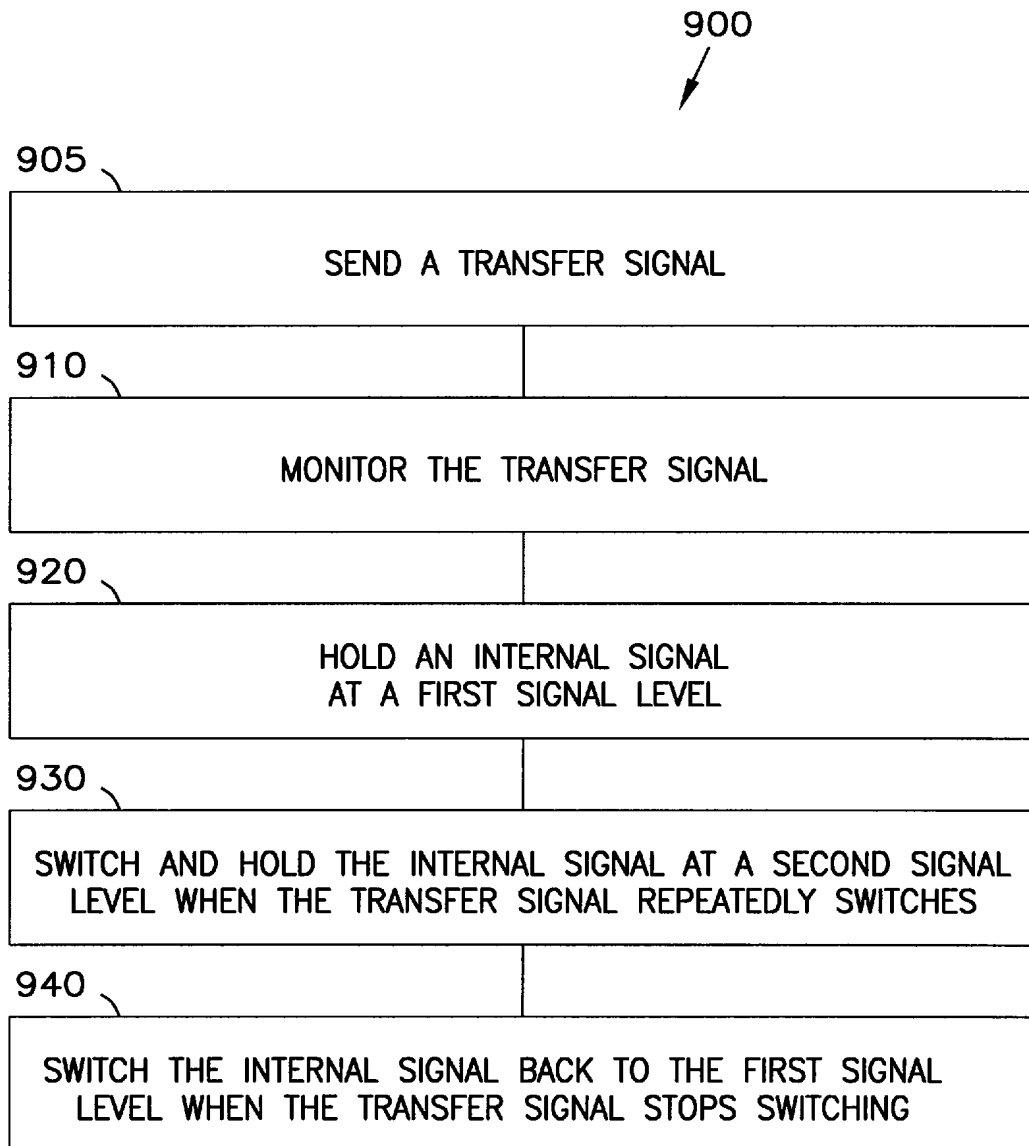 900
905
SEND A TRANSFER SIGNAL
910
MONITOR THE TRANSFER SIGNAL
920
HOLD AN INTERNAL SIGNAL
AT A FIRST SIGNAL LEVEL
930
SWITCH AND HOLD THE INTERNAL SIGNAL AT A SECOND SIGNAL
LEVEL WHEN THE TRANSFER SIGNAL REPEATEDLY SWITCHES
940
SWITCH THE INTERNAL SIGNAL BACK TO THE FIRST SIGNAL
LEVEL WHEN THE TRANSFER SIGNAL STOPS SWITCHING